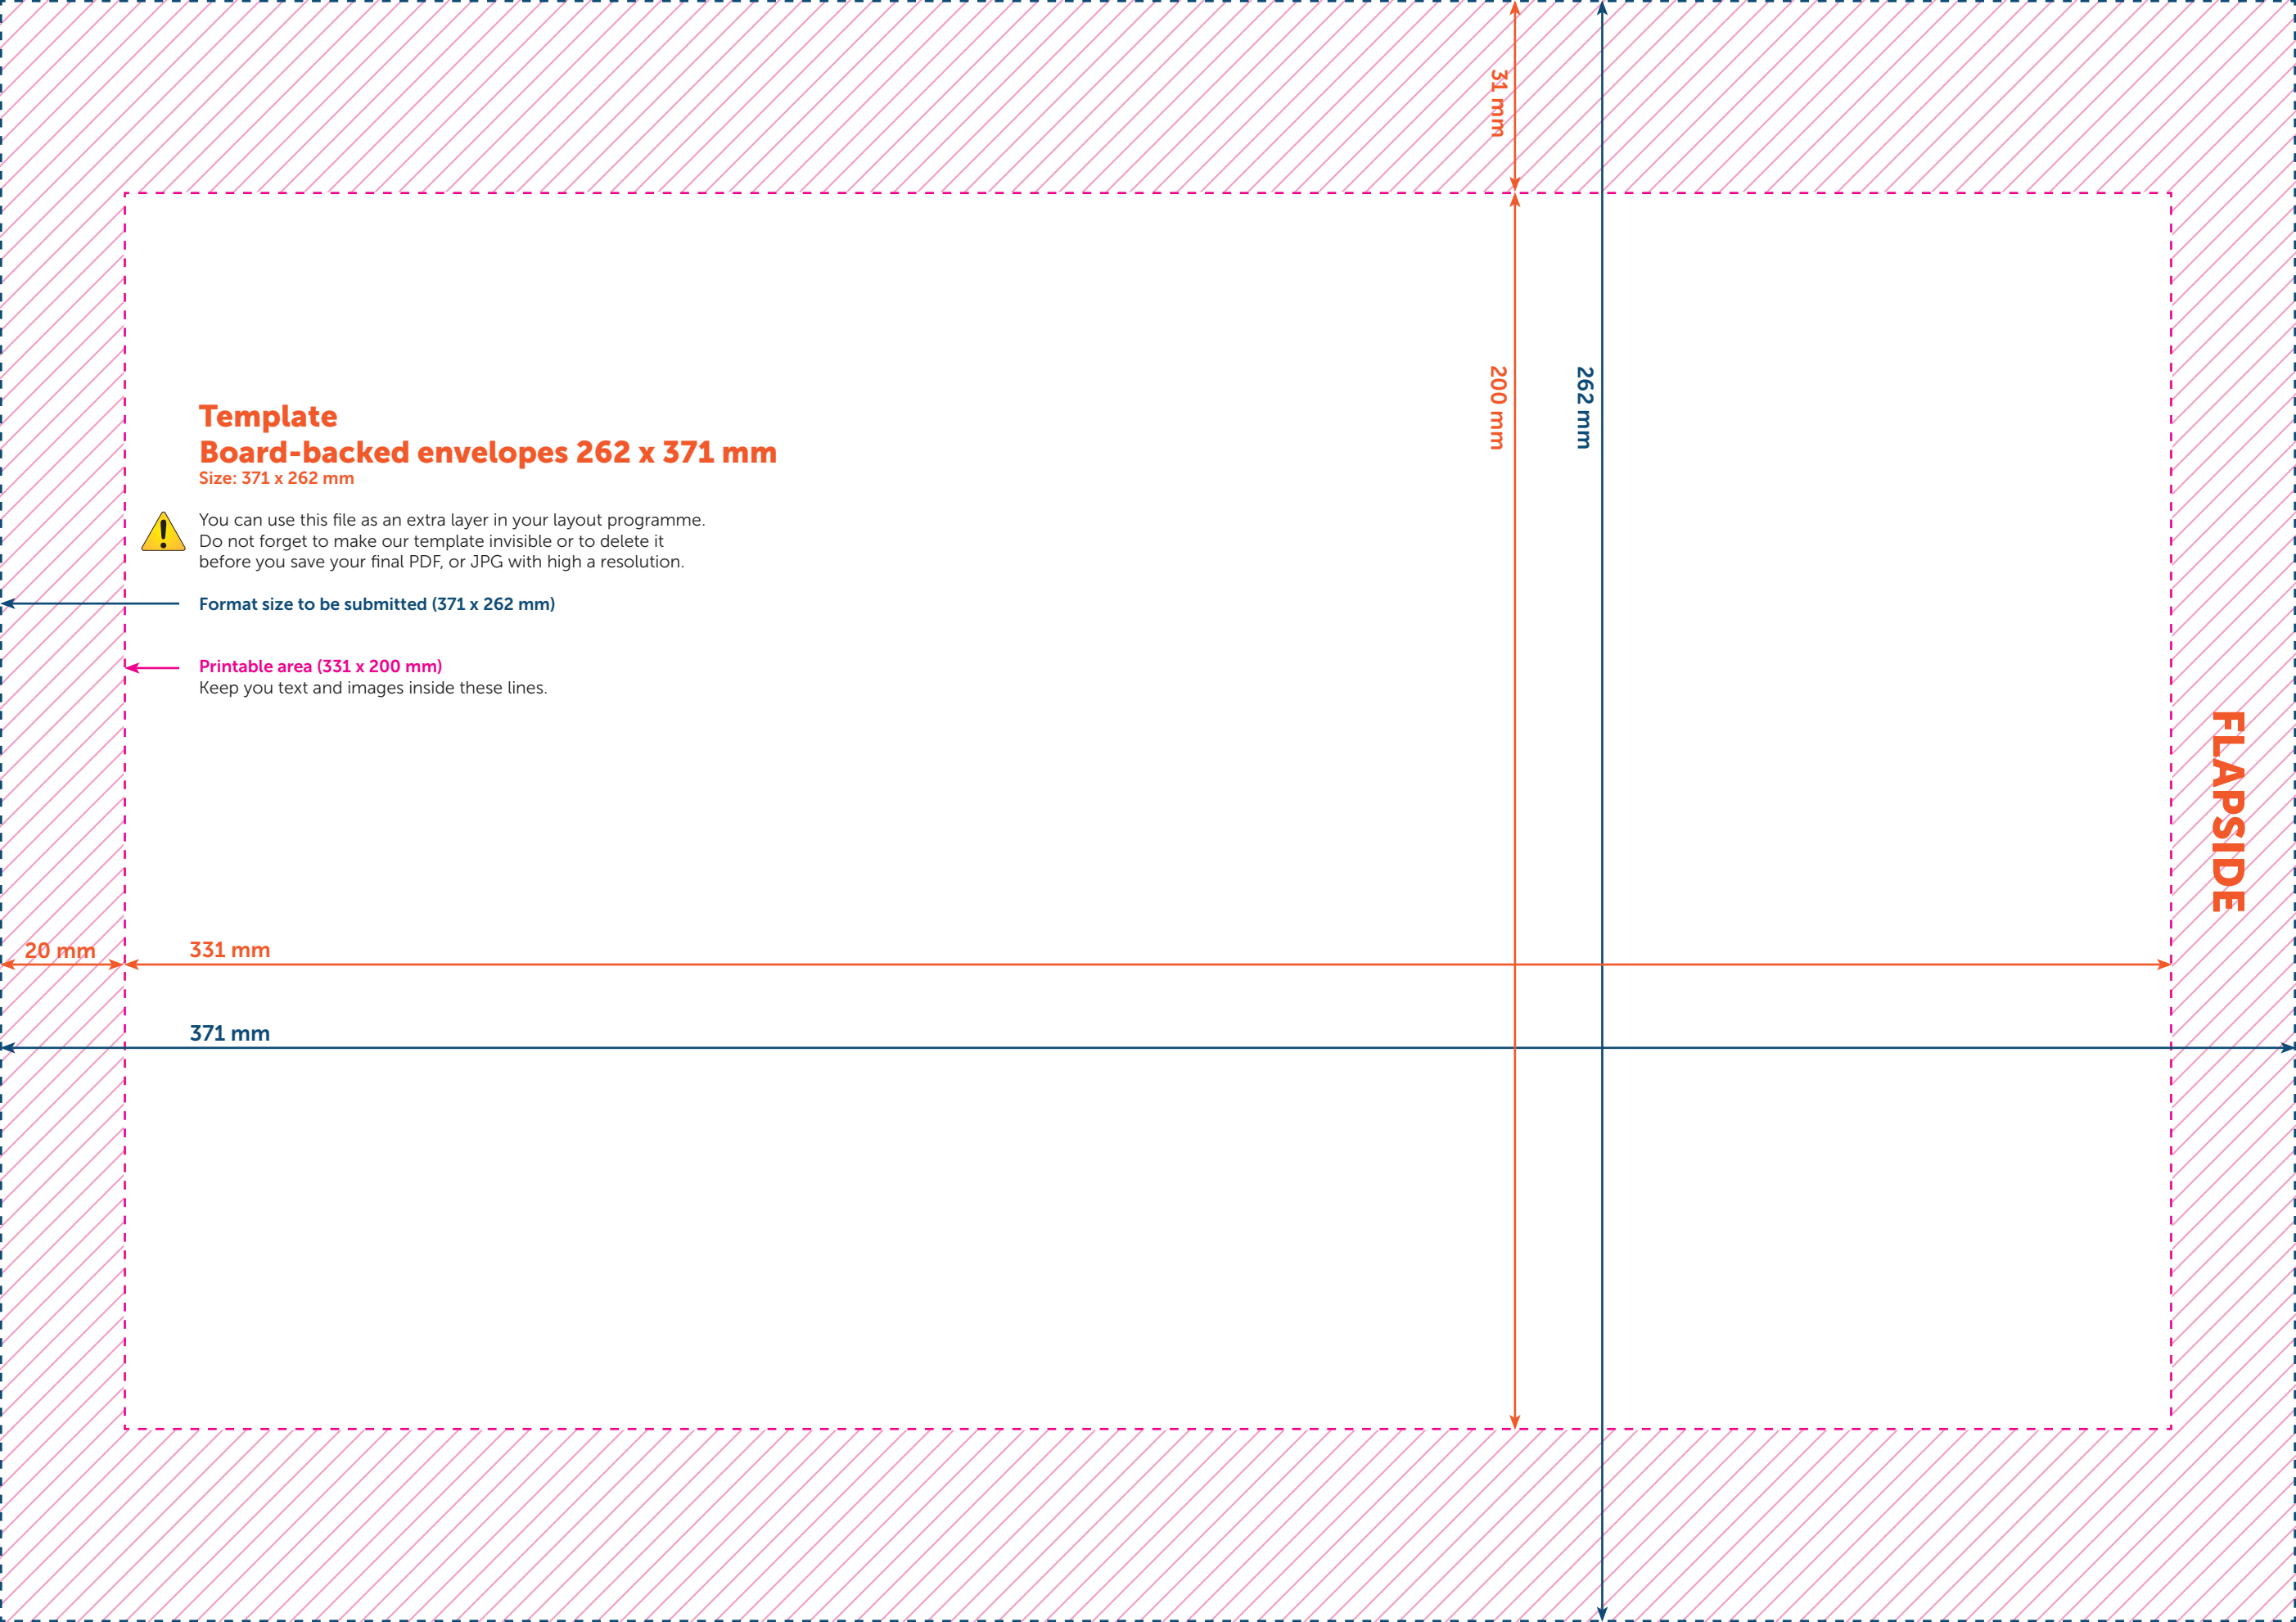 31 mm
200 mm
262 mm
Template
Board-backed envelopes 262 x 371 mm
Size: 371 x 262 mm
You can use this file as an extra layer in your layout programme.
Do not forget to make our template invisible or to delete it
before you save your final PDF, or JPG with high a resolution.
Format size to be submitted (371 x 262 mm)
Printable area (331 x 200 mm)
Keep you text and images inside these lines.
FLAPSIDE
20 mm
331 mm
371 mm